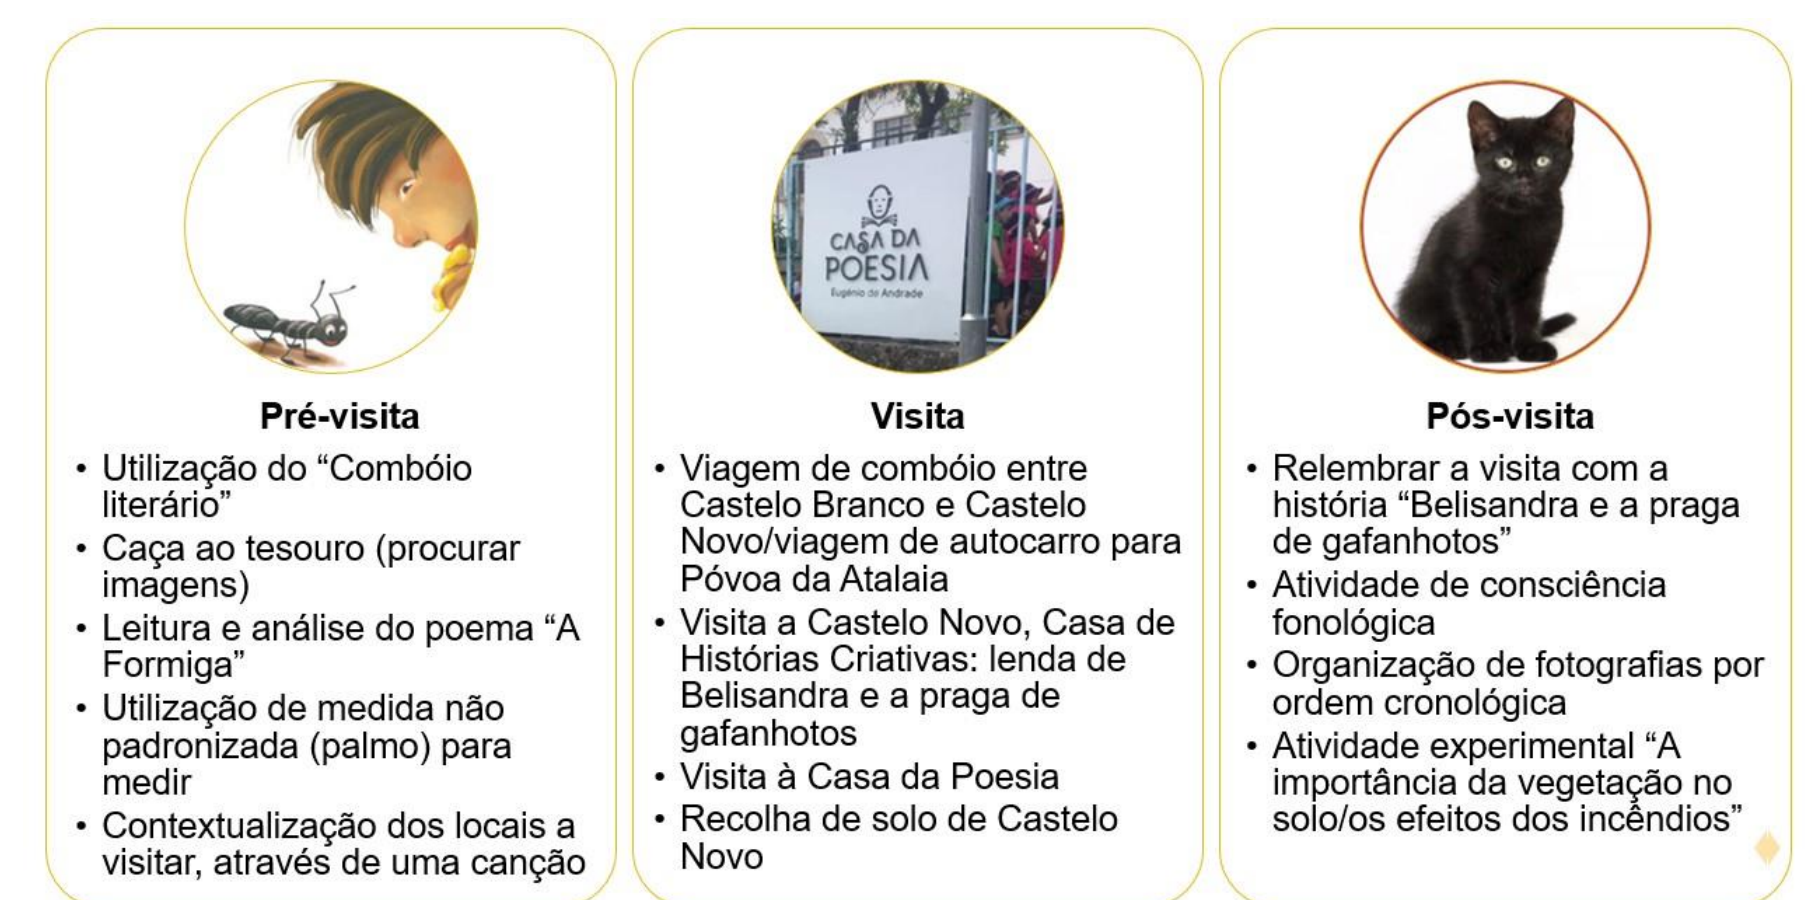 CASA DA
POESIA
Eugénio de Andrade
Pré-visita
• Utilização do “Combóio
literário”
• Caça ao tesouro (procurar
imagens)
• Leitura e análise do poema “A
Formiga”
• Utilização de medida não
padronizada (palmo) para
medir
• Contextualização dos locais a
visitar, através de uma canção
Visita
• Viagem de combóio entre
Castelo Branco e Castelo
Novo/viagem de autocarro para
Póvoa da Atalaia
• Visita a Castelo Novo, Casa de
Histórias Criativas: lenda de
Belisandra e a praga de
gafanhotos
• Visita à Casa da Poesia
• Recolha de solo de Castelo
Novo
Pós-visita
• Relembrar a visita com a
história “Belisandra e a praga
de gafanhotos”
• Atividade de consciência
fonológica
• Organização de fotografias por
ordem cronológica
• Atividade experimental “A
importância da vegetação no
solo/os efeitos dos incêndios”